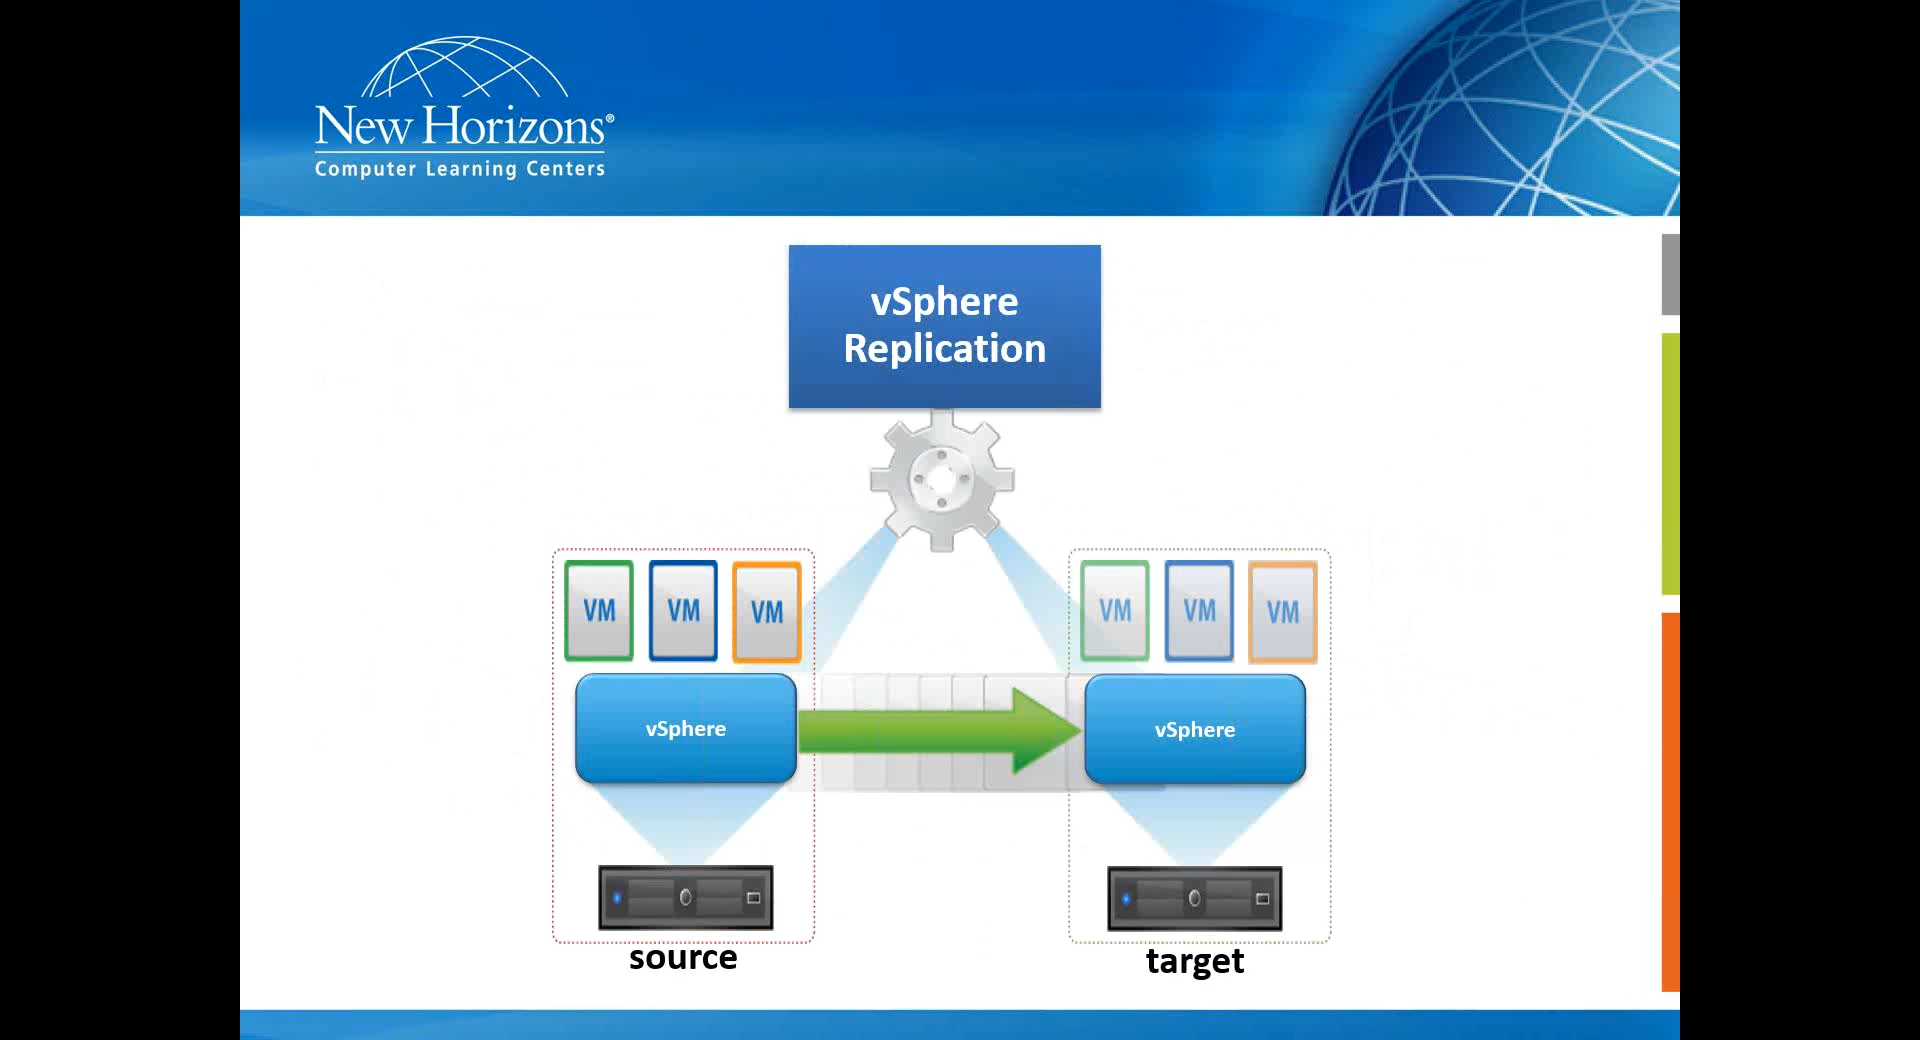 New Horizons®
Computer Learning Centers
vSphere
Replication
VM VM VM
VM VM VM
vSphere
vSphere
source
target